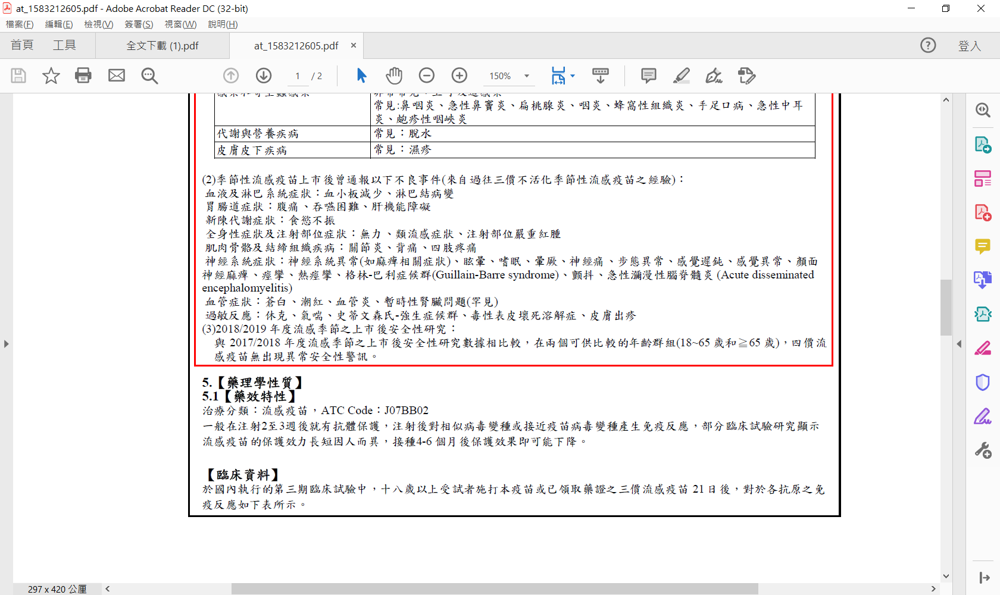 at_1583212605.pdf - Adobe Acrobat Reader DC (32-bit)
檔案(F) 編輯(E) 檢視(V) 簽署(S) 視窗(W) 說明(H)
首頁 工具 全文下載 (1).pdf at_1583212605.pdf × ? 登入
1 / 2 150%
常見:鼻咽炎、急性鼻竇炎、扁桃腺炎、咽炎、蜂窩性組織炎、手足口病、急性中耳
炎、皰疹性咽峽炎
代謝與營養疾病 常見：脫水
皮膚皮下疾病 常見：濕疹
(2)季節性流感疫苗上市後曾通報以下不良事件(來自過往三價不活化季節性流感疫苗之經驗)：
血液及淋巴系統症狀：血小板減少、淋巴結病變
胃腸道症狀：腹痛、吞嚥困難、肝機能障礙
新陳代謝症狀：食慾不振
全身性症狀及注射部位症狀：無力、類流感症狀、注射部位嚴重紅腫
肌肉骨骼及結締組織疾病：關節炎、背痛、四肢疼痛
神經系統症狀：神經系統異常(如麻痺相關症狀)、眩暈、嗜眠、暈厥、神經痛、步態異常、感覺遲鈍、感覺異常、顏面
神經麻痺、痙攣、熱痙攣、格林-巴利症候群(Guillain-Barre syndrome)、顫抖、急性瀰漫性腦脊髓炎 (Acute disseminated
encephalomyelitis)
血管症狀：蒼白、潮紅、血管炎、暫時性腎臟問題(罕見)
過敏反應：休克、氣喘、史蒂文森氏-強生症候群、毒性表皮壞死溶解症、皮膚出疹
(3)2018/2019 年度流感季節之上市後安全性研究：
與 2017/2018 年度流感季節之上市後安全性研究數據相比較，在兩個可供比較的年齡群組(18~65 歲和≧65 歲)，四價流
感疫苗無出現異常安全性警訊。
5.【藥理學性質】
5.1【藥效特性】
治療分類：流感疫苗，ATC Code：J07BB02
一般在注射2至3週後就有抗體保護，注射後對相似病毒變種或接近疫苗病毒變種產生免疫反應，部分臨床試驗研究顯示
流感疫苗的保護效力長短因人而異，接種4-6 個月後保護效果即可能下降。
【臨床資料】
於國內執行的第三期臨床試驗中，十八歲以上受試者施打本疫苗或已領取藥證之三價流感疫苗 21 日後，對於各抗原之免
疫反應如下表所示。
297 x 420 公厘